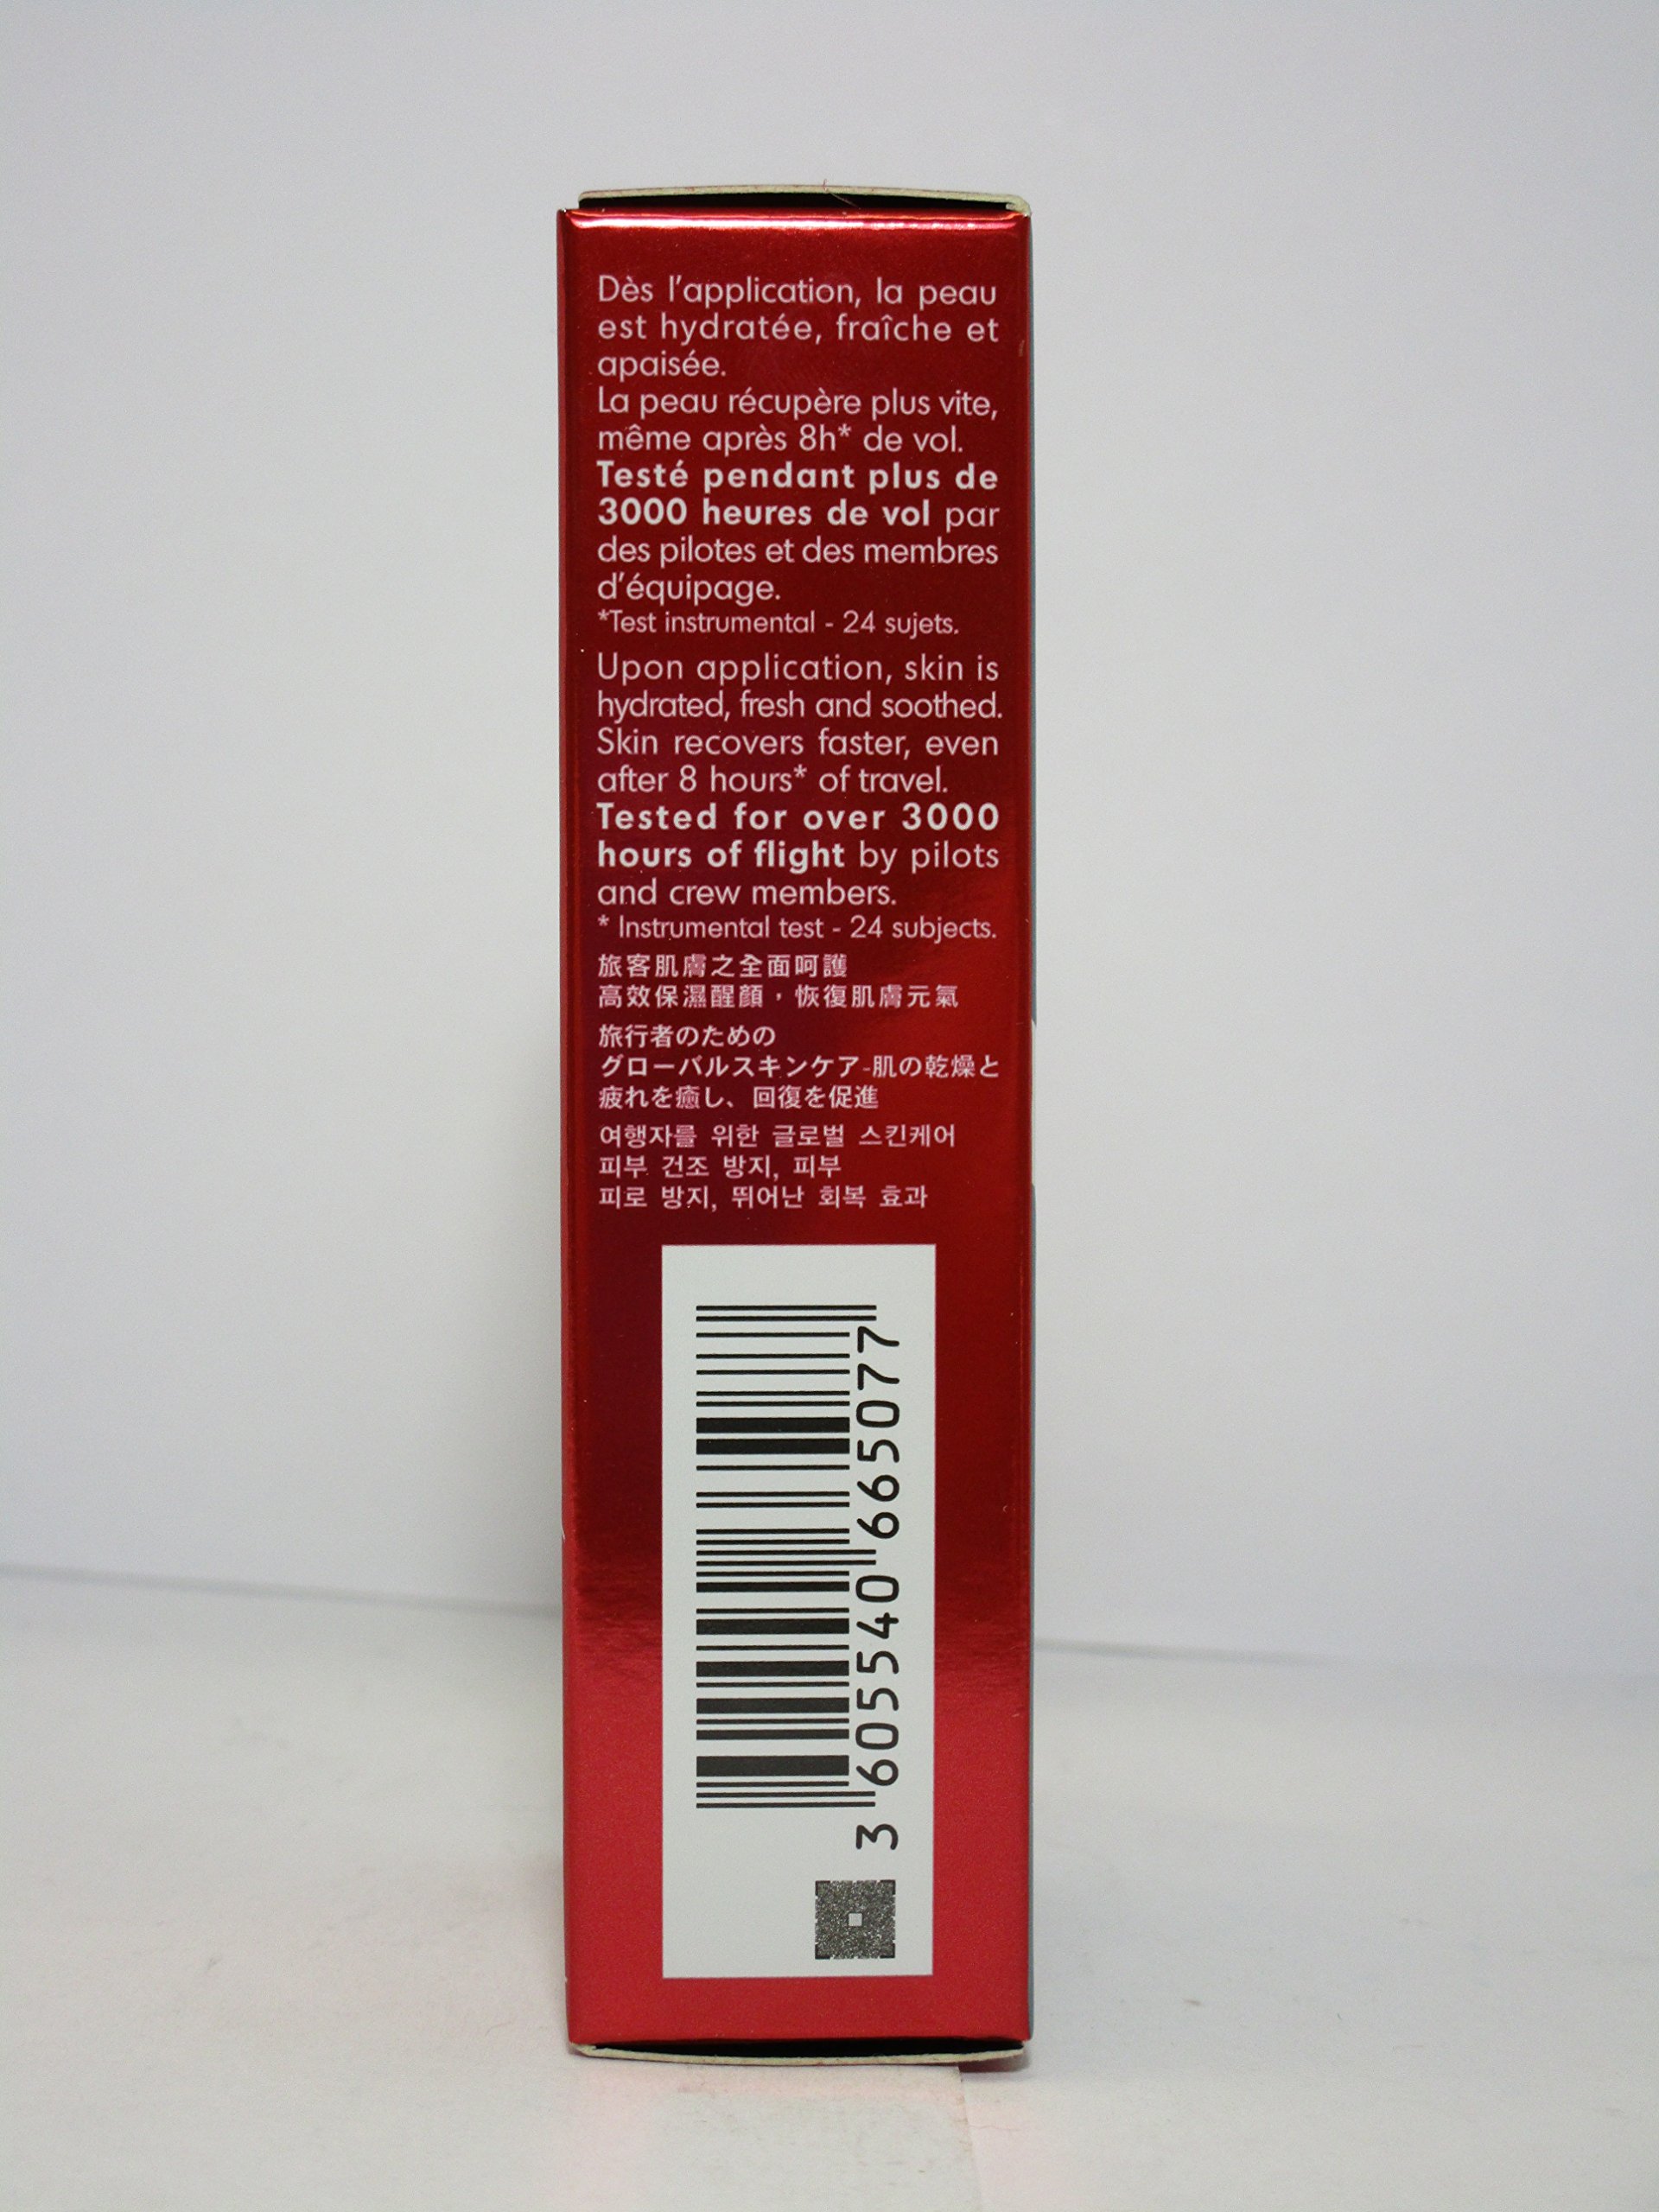 Dès l'application, la peau
est hydratée, fraîche et
apaisée.
La peau récupère plus vite,
même après 8h* de vol.
Testé pendant plus de
3000 heures de vol par
des pilotes et des membres
d'équipage.
*Test instrumental - 24 sujets.
Upon application, skin is
hydrated, fresh and soothed.
Skin recovers faster, even
after 8 hours* of travel.
Tested for over 3000
hours of flight by pilots
and crew members.
* Instrumental test - 24 subjects.
旅客肌膚之全面呵護
高效保濕醒顏，恢復肌膚元氣
旅行者のための
グローバルスキンケア-肌の乾燥と
疲れを癒し、回復を促進
여행자를 위한 글로벌 스킨케어
피부 건조 방지, 피부
피로 방지, 뛰어난 회복 효과
3 605540 665077